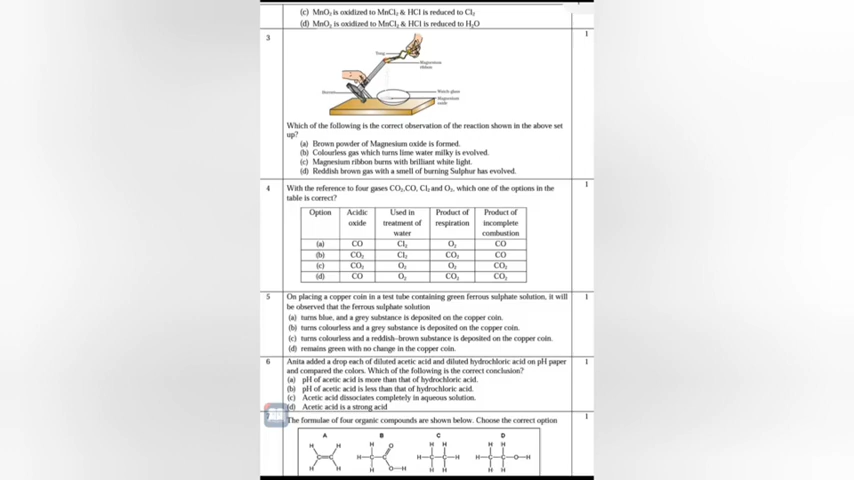 (c) MnO₂ is oxidized to MnCl₂ & HCl is reduced to Cl₂
(d) MnO₂ is oxidized to MnCl₂ & HCl is reduced to H₂O
3
1
Tong
Magnesium
ribbon
Burner
Watch glass
Magnesium
oxide
Which of the following is the correct observation of the reaction shown in the above set
up?
(a) Brown powder of Magnesium oxide is formed.
(b) Colourless gas which turns lime water milky is evolved.
(c) Magnesium ribbon burns with brilliant white light.
(d) Reddish brown gas with a smell of burning Sulphur has evolved.
4 With the reference to four gases CO₂,CO, Cl₂ and O₂, which one of the options in the 1
table is correct?
Option Acidic oxide Used in treatment of water Product of respiration Product of incomplete combustion
(a) CO Cl₂ O₂ CO
(b) CO₂ Cl₂ CO₂ CO
(c) CO₂ O₂ O₂ CO₂
(d) CO O₂ CO₂ CO₂
5 On placing a copper coin in a test tube containing green ferrous sulphate solution, it will 1
be observed that the ferrous sulphate solution
(a) turns blue, and a grey substance is deposited on the copper coin.
(b) turns colourless and a grey substance is deposited on the copper coin.
(c) turns colourless and a reddish-brown substance is deposited on the copper coin.
(d) remains green with no change in the copper coin.
6 Anita added a drop each of diluted acetic acid and diluted hydrochloric acid on pH paper 1
and compared the colors. Which of the following is the correct conclusion?
(a) pH of acetic acid is more than that of hydrochloric acid.
(b) pH of acetic acid is less than that of hydrochloric acid.
(c) Acetic acid dissociates completely in aqueous solution.
(d) Acetic acid is a strong acid
The formulae of four organic compounds are shown below. Choose the correct option 1
A B C D
H H H O H H H H
C=C H-C-C H-C-C-H H-C-C-O-H
H H H O-H H H H H